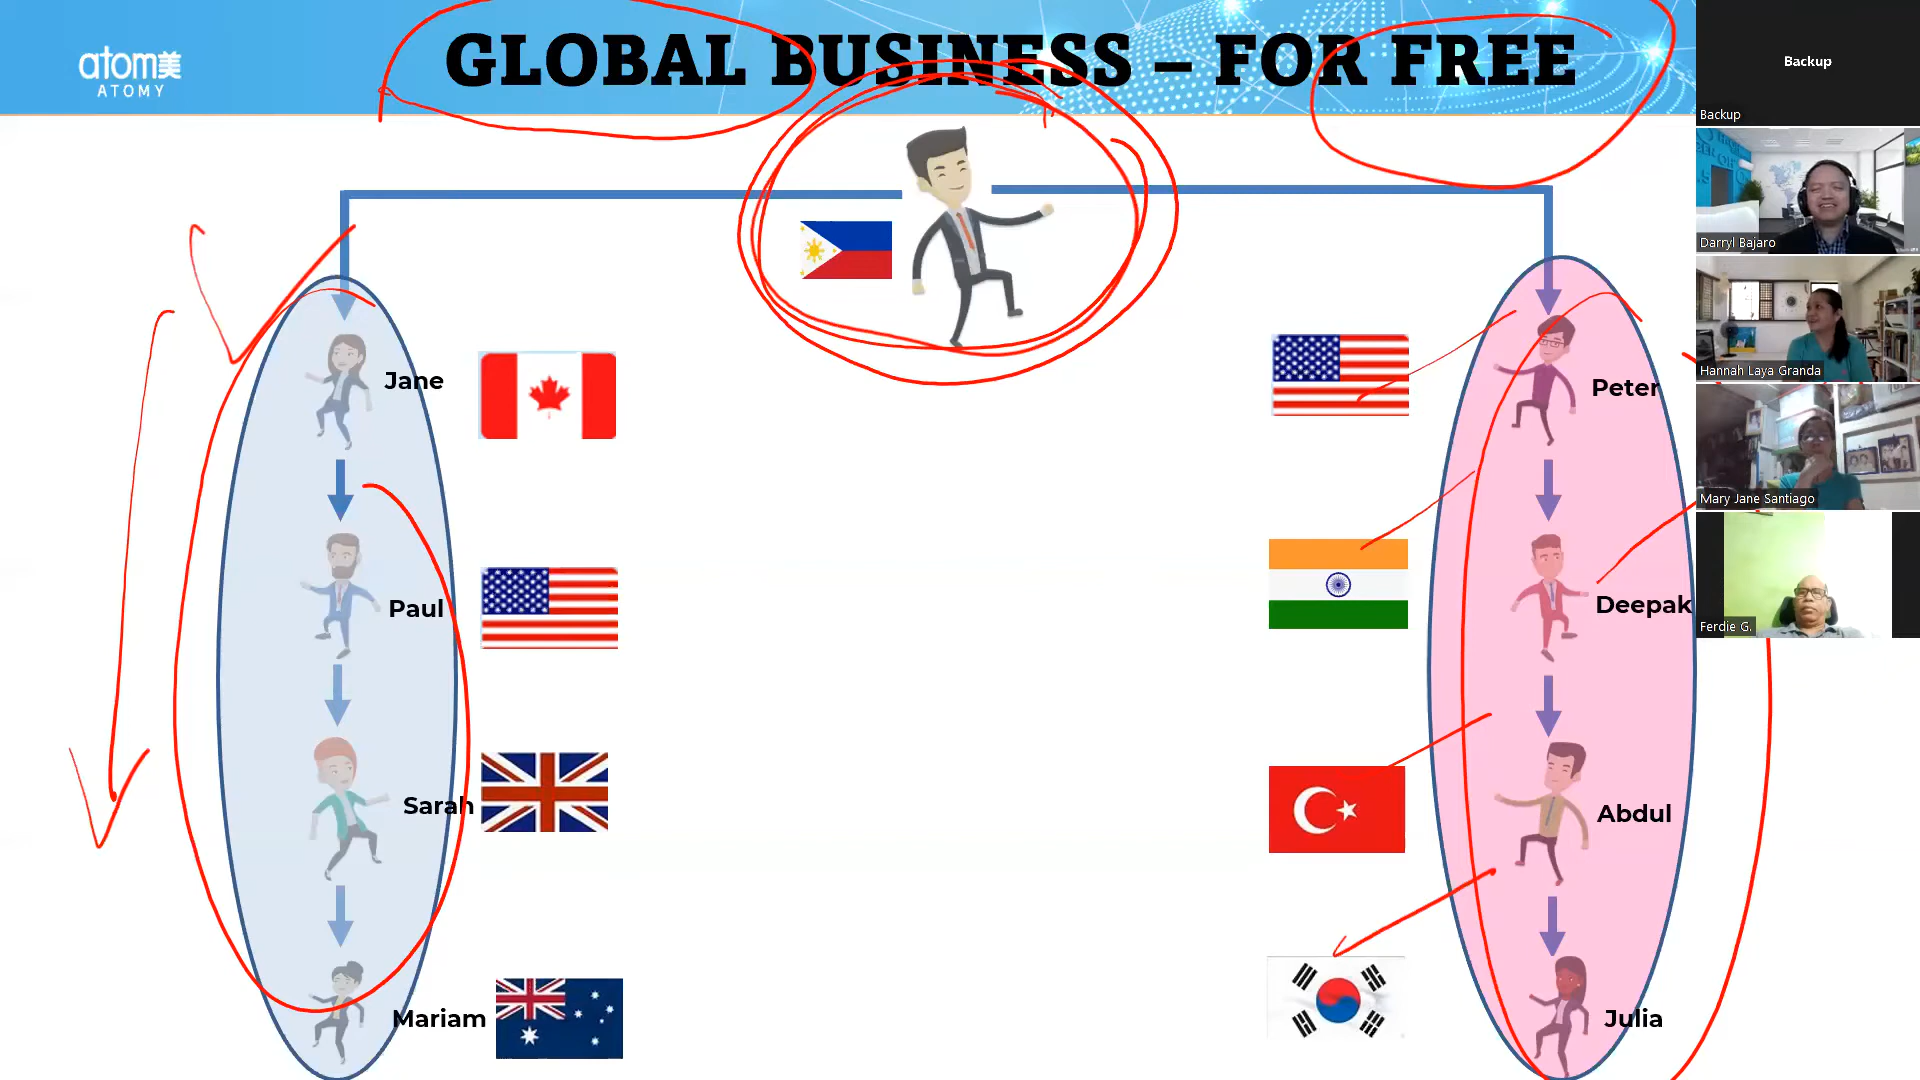 GLOBAL BUSINESS – FOR FREE
atom美
ATOMY
Backup
Backup
Darryl Bajaro
Hannah Laya Granda
Mary Jane Santiago
Ferdie G.
Jane
Paul
Sarah
Mariam
Peter
Deepak
Abdul
Julia